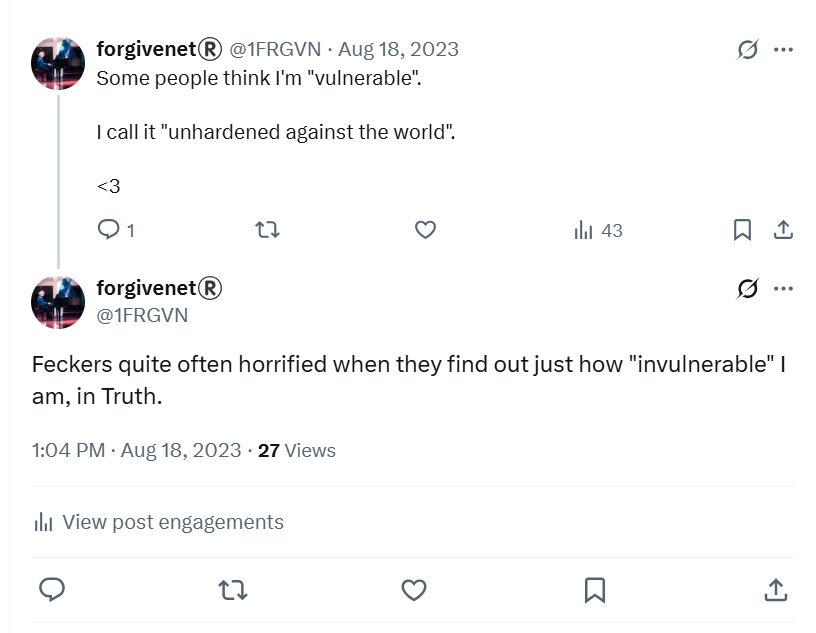 forgivenet® @1FRGVN · Aug 18, 2023
Some people think I'm "vulnerable".
I call it "unhardened against the world".
<3
1
43
forgivenet®
@1FRGVN
Feckers quite often horrified when they find out just how "invulnerable" I
am, in Truth.
1:04 PM · Aug 18, 2023 · 27 Views
View post engagements